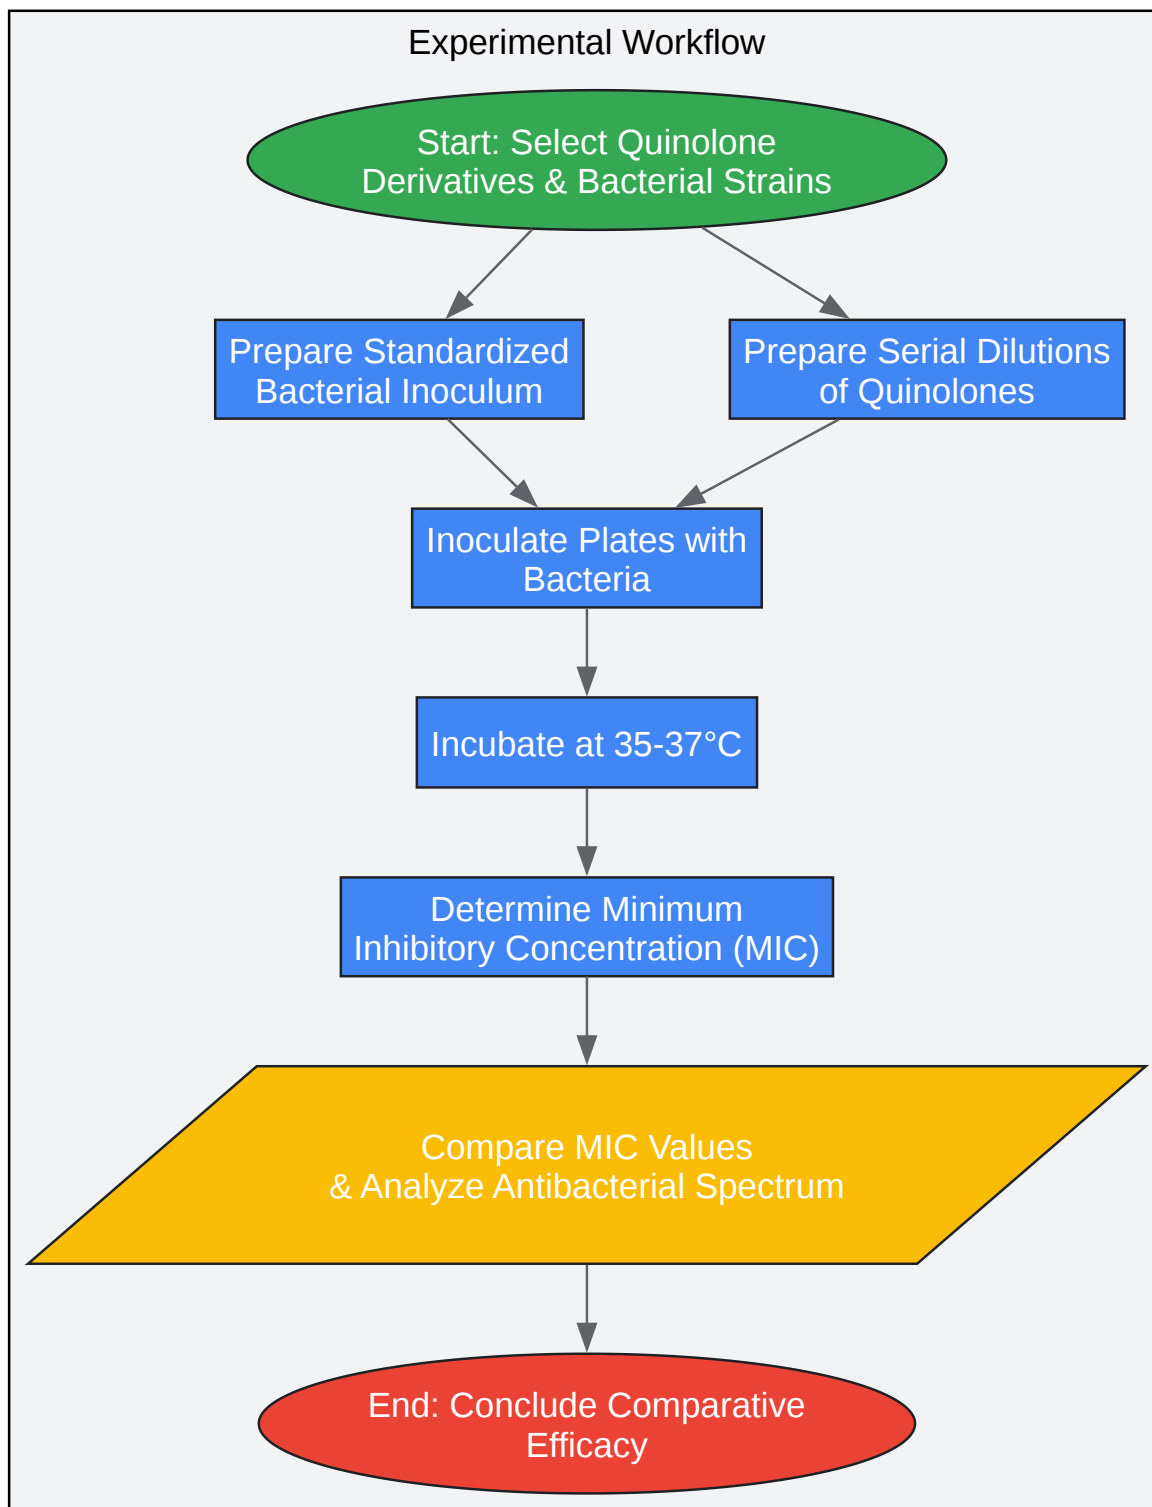 Experimental Workflow
Start: Select Quinolone
Derivatives & Bacterial Strains
Prepare Standardized
Bacterial Inoculum
Prepare Serial Dilutions
of Quinolones
Inoculate Plates with
Bacteria
Incubate at 35-37°C
Determine Minimum
Inhibitory Concentration (MIC)
Compare MIC Values
& Analyze Antibacterial Spectrum
End: Conclude Comparative
Efficacy